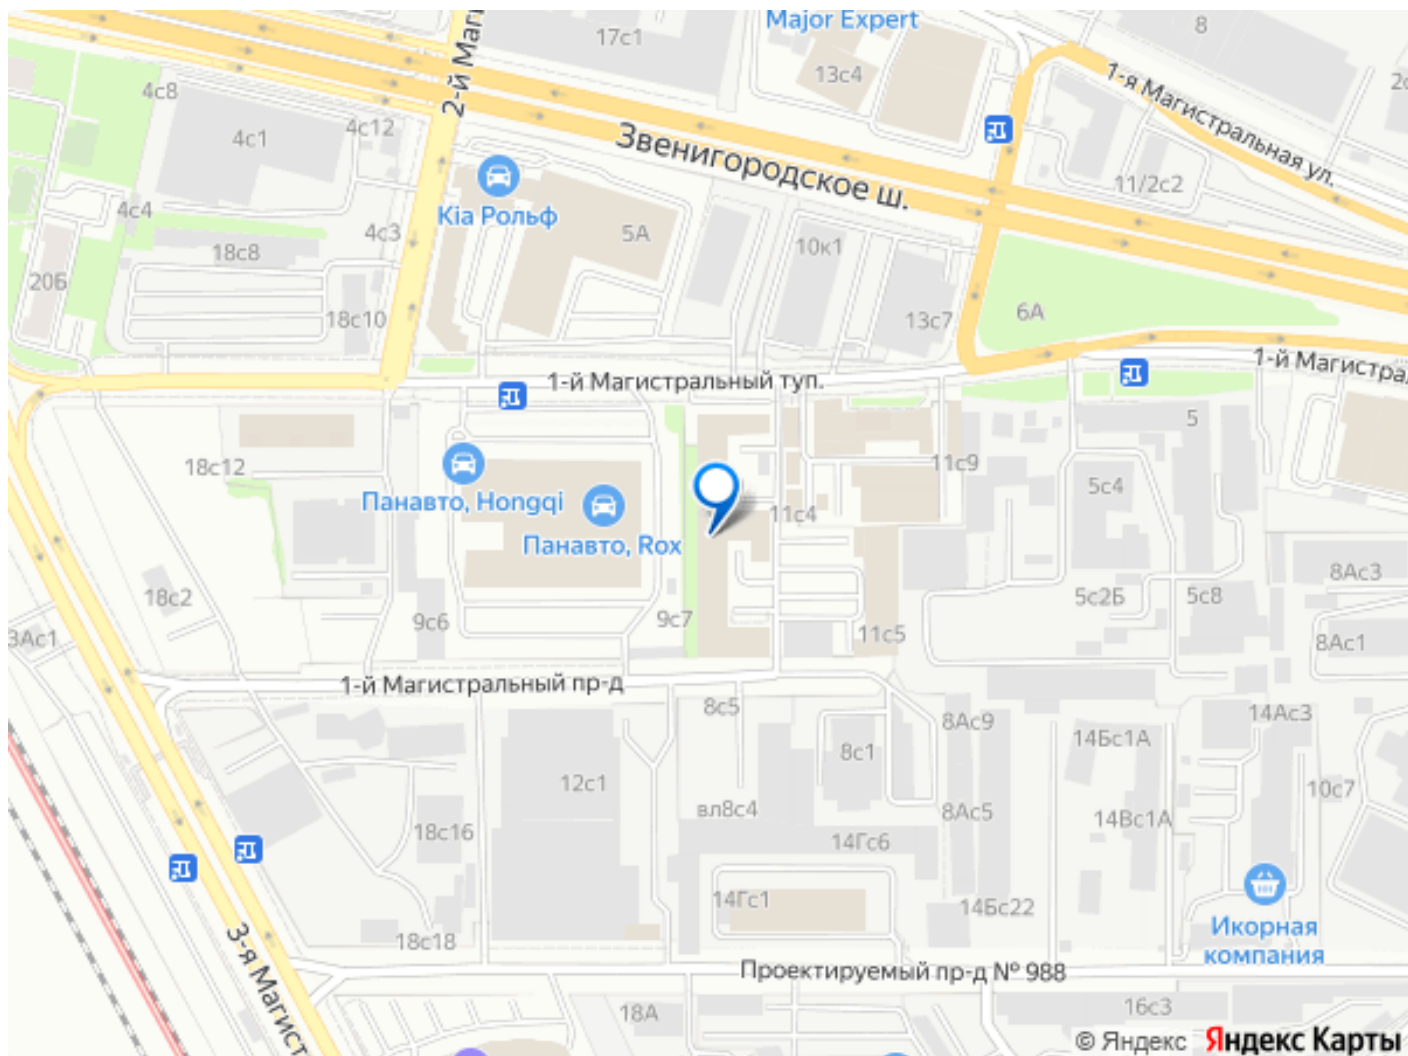 Major Expert
8
17с1
13с4
2-й Маг
1-я Магистральная ул.
4с8
4с12
4с1
Звенигородское ш.
11/2с2
4с4
Kia Рольф
4с3
5А
10к1
18с8
20Б
18с10
13с7
6А
1-й Магистральный туп.
1-й Магистрал
5
18с12
11с9
Панавто, Hongqi
5с4
11с4
Панавто, Rox
8Ас3
18с2
5с2Б
5с8
9с6
9с7
11с5
3Ас1
8Ас1
1-й Магистральный пр-д
8с5
8Ас9
14Ас3
14Бс1А
8с1
12с1
10с7
вл8с4
8Ас5
14Вс1А
18с16
14Гс6
14Гс1
14Бс22
18с18
Икорная
компания
3-я Магист
Проектируемый пр-д № 988
18А
16с3
© Яндекс Яндекс Карты